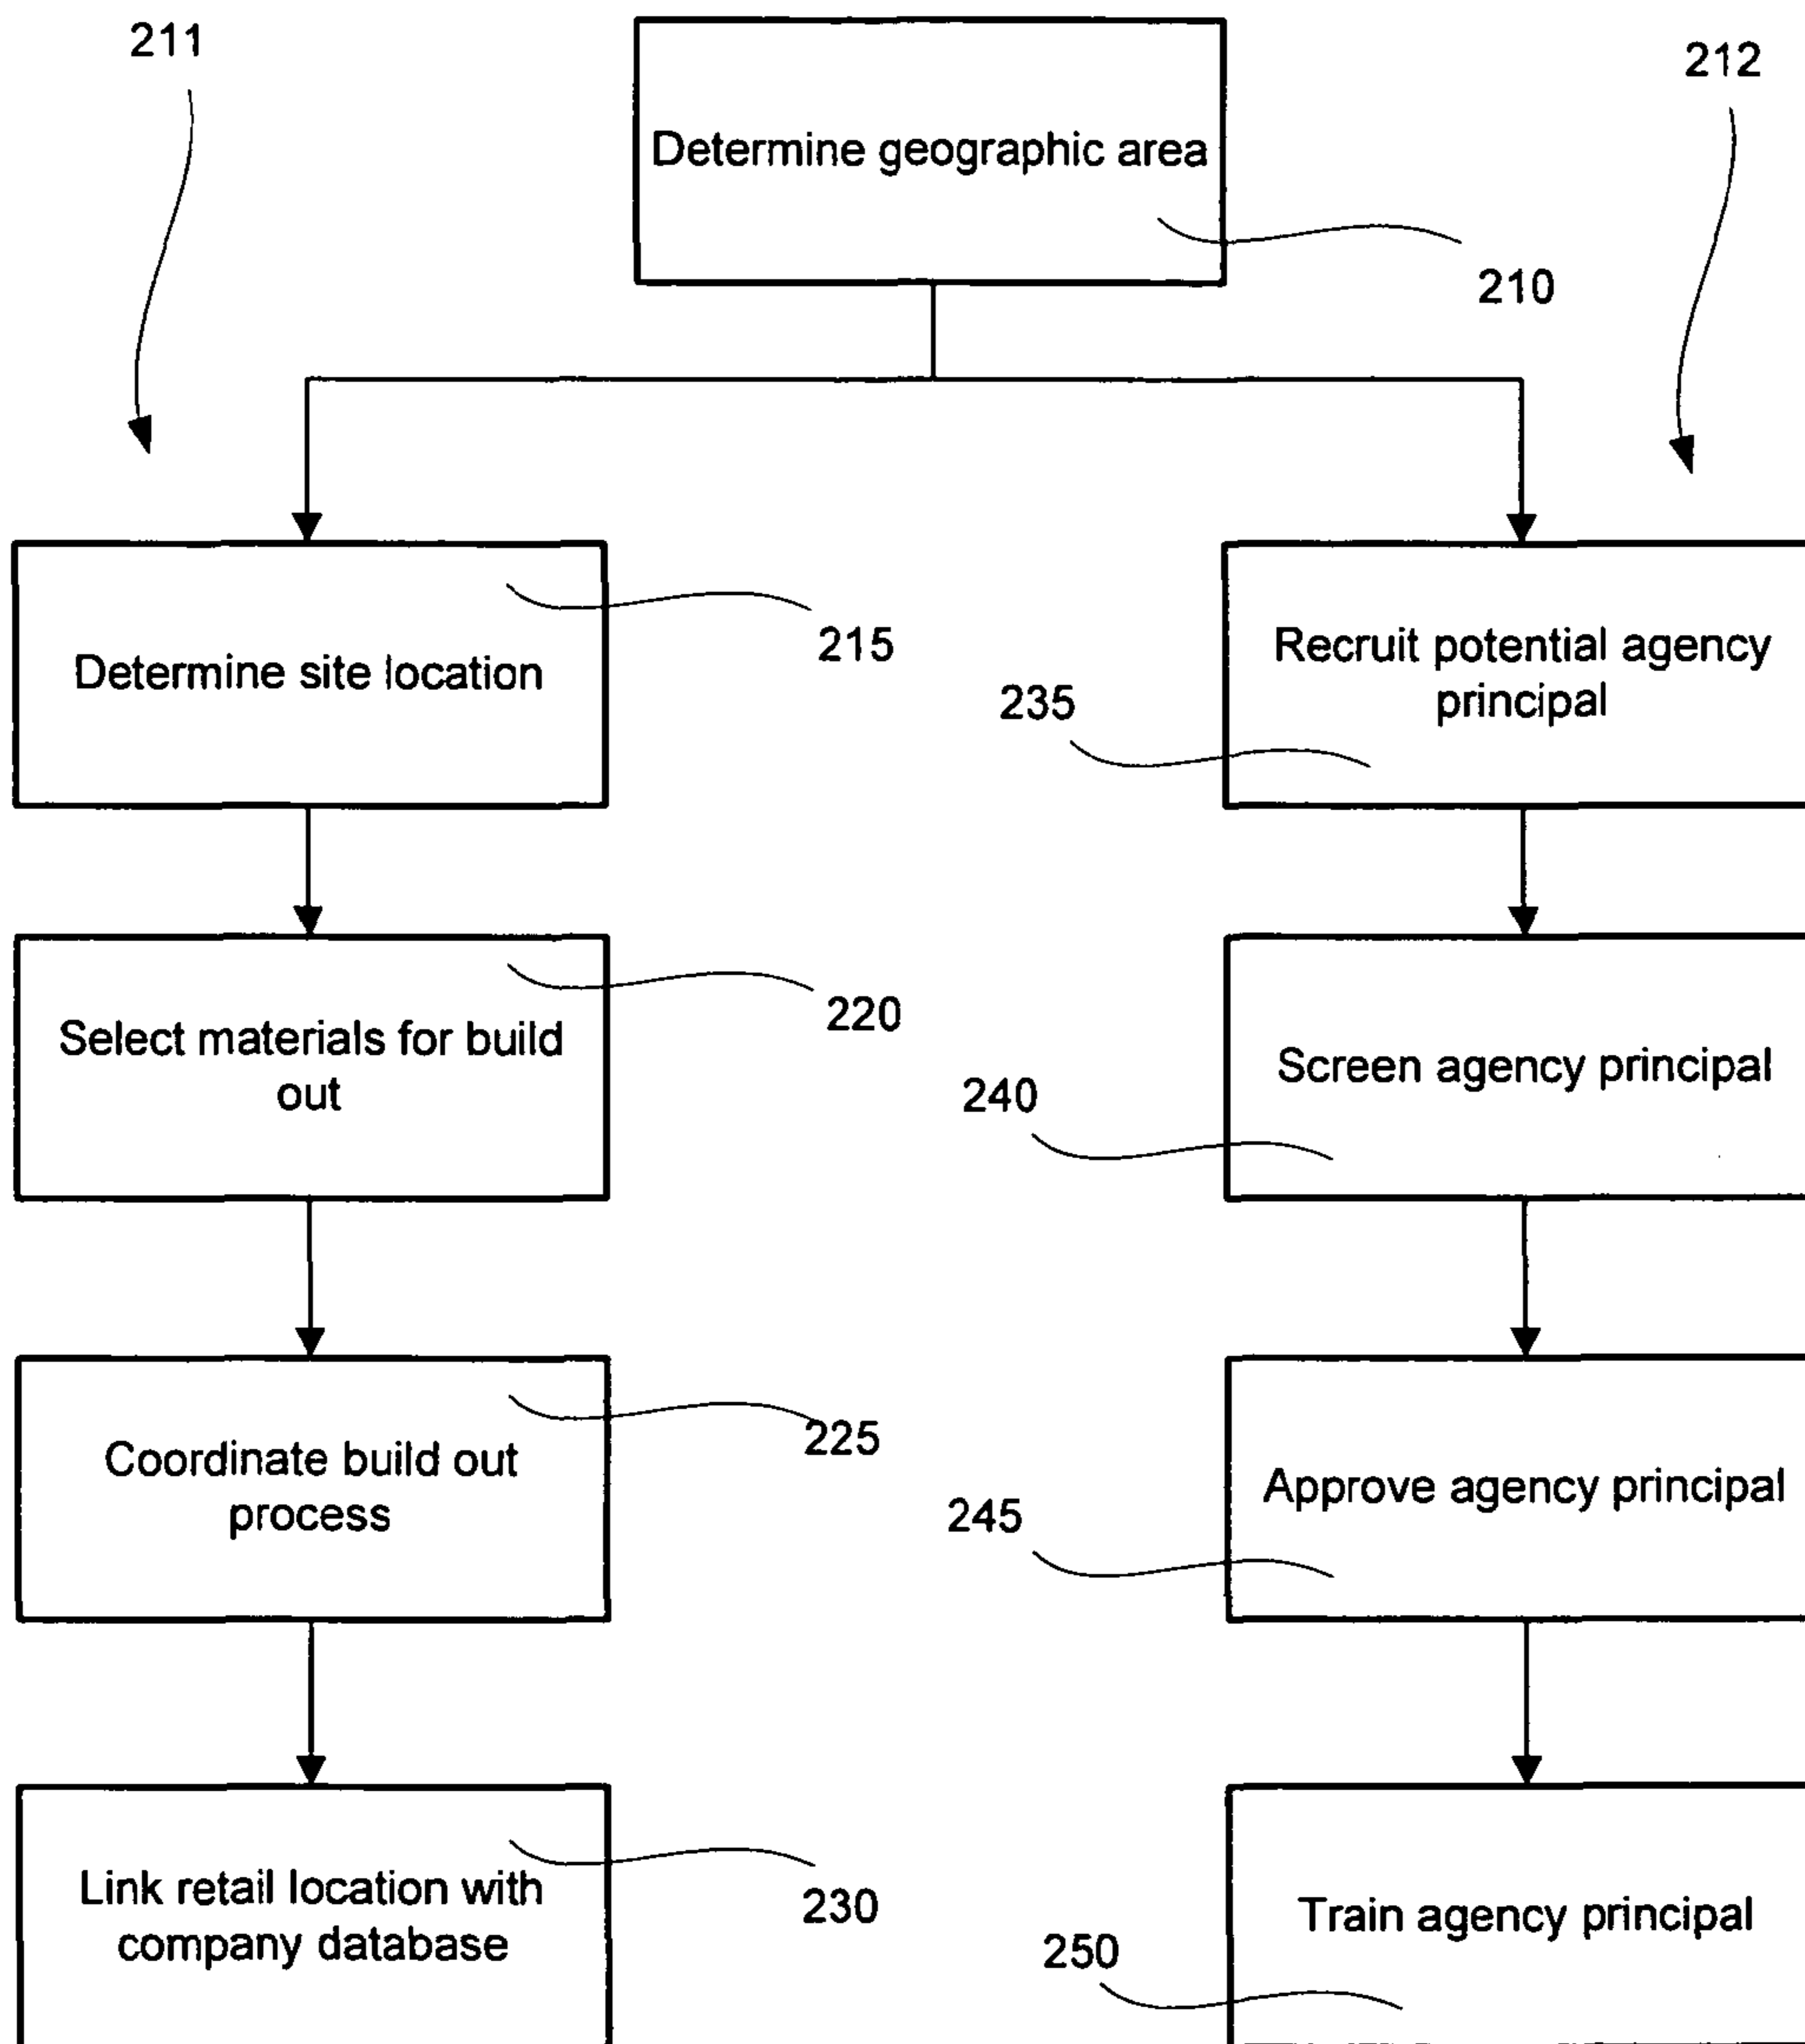 211
212
Determine geographic area
210
Determine site location
215
Recruit potential agency
principal
235
Select materials for build
out
220
Screen agency principal
240
Coordinate build out
process
225
Approve agency principal
245
Link retail location with
company database
230
Train agency principal
250